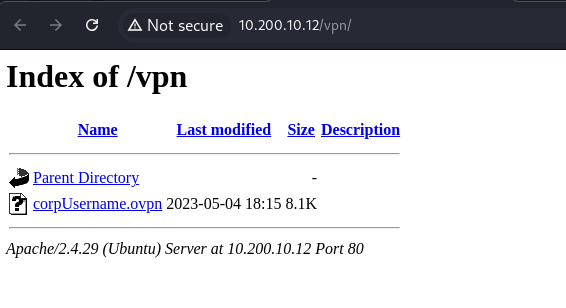 Not secure 10.200.10.12/vpn/
Index of /vpn
Name Last modified Size Description
Parent Directory -
corpUsername.ovpn 2023-05-04 18:15 8.1K
Apache/2.4.29 (Ubuntu) Server at 10.200.10.12 Port 80